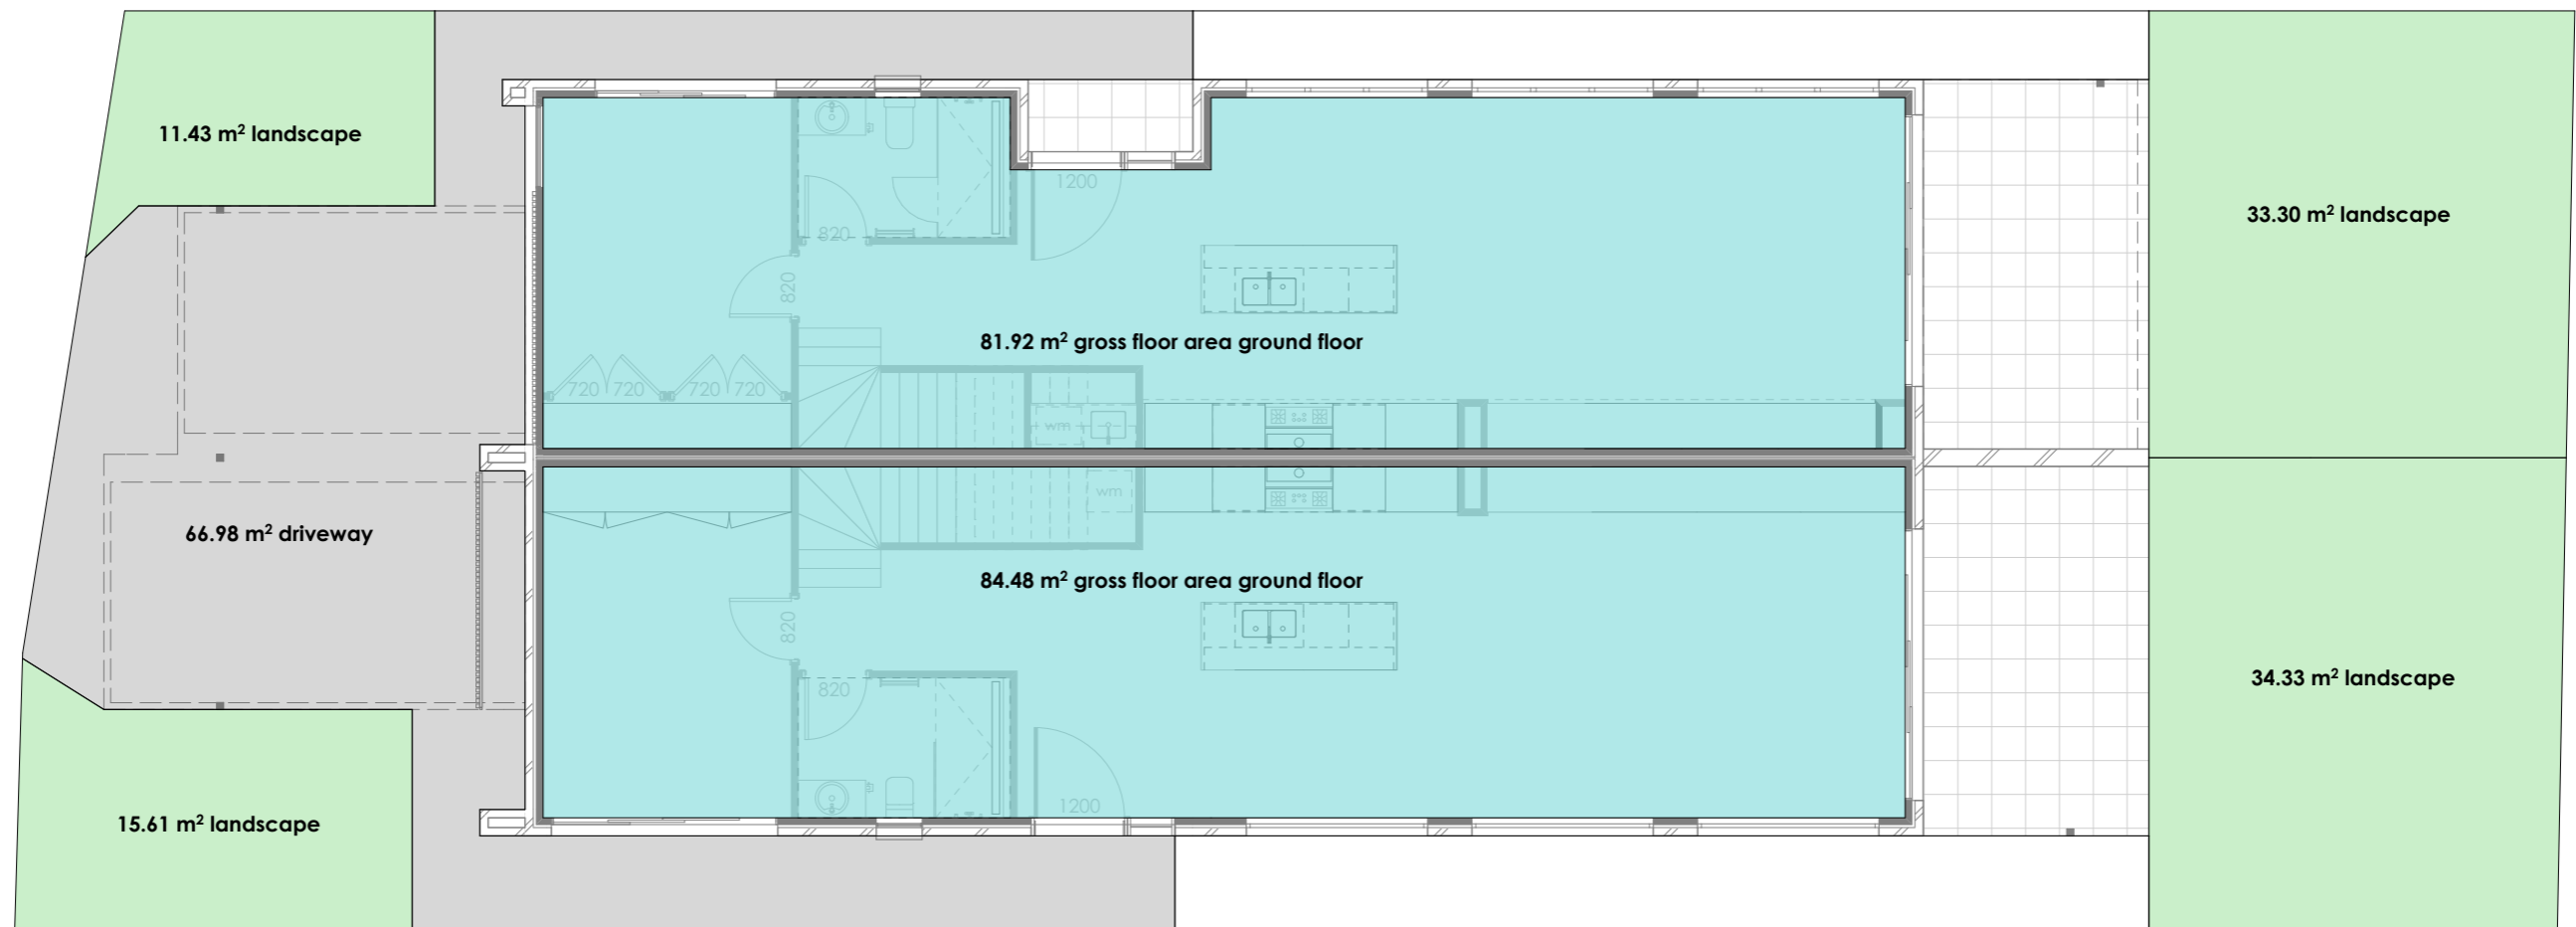 11.43 m² landscape
33.30 m² landscape
1200
820
820
81.92 m² gross floor area ground floor
720 720 720 720
wm
wm
66.98 m² driveway
84.48 m² gross floor area ground floor
820
820
34.33 m² landscape
1200
15.61 m² landscape